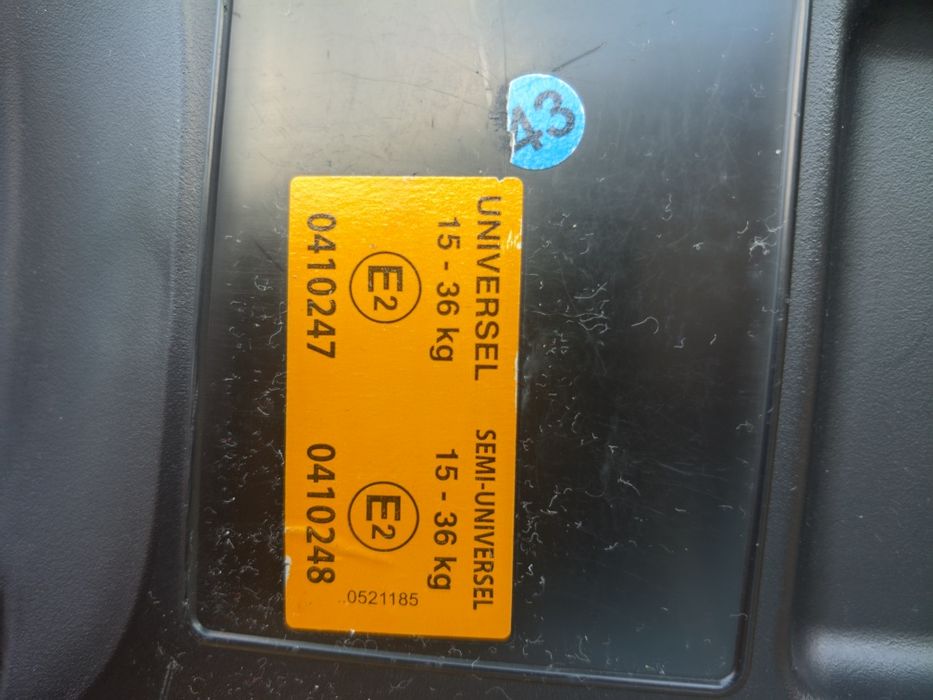 UNIVERSEL
15 - 36 kg
E2
0410247
SEMI-UNIVERSEL
15 - 36 kg
E2
0410248
..0521185
43